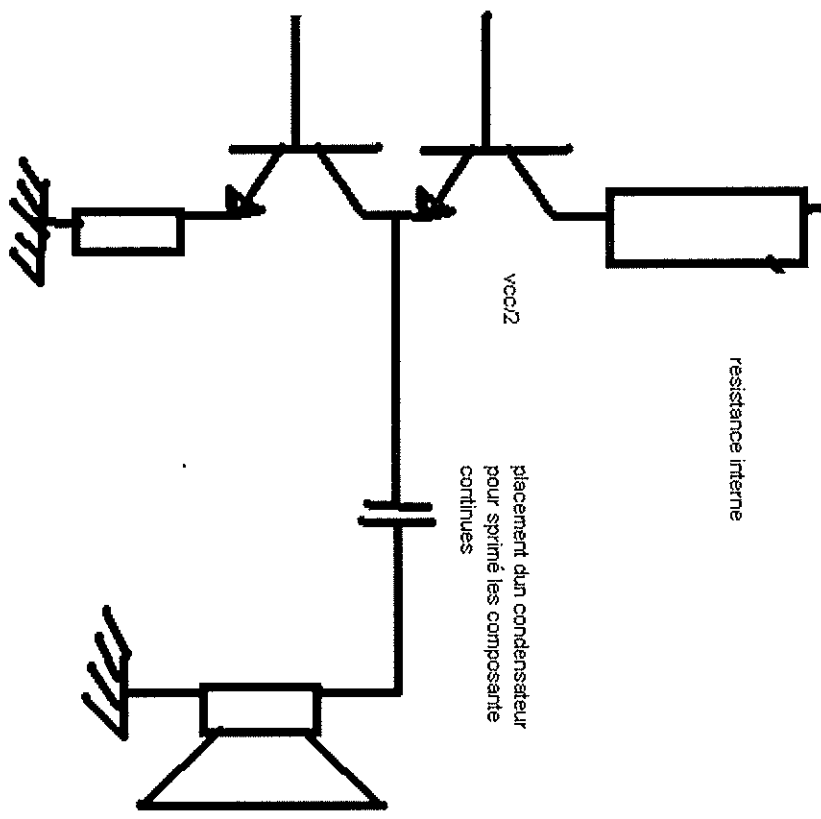 resistance interne
vcc/2
placement dun condensateur
pour sprimé les composante
continues